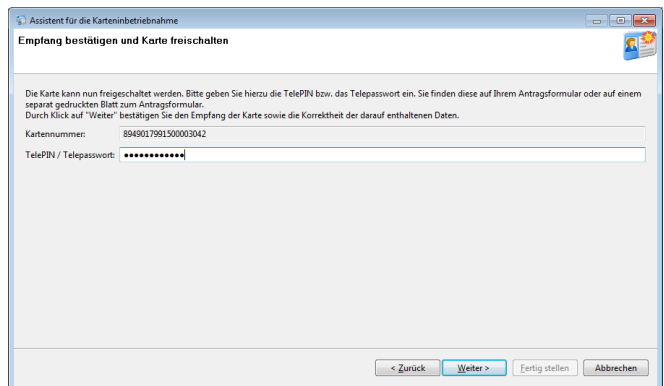 Assistent für die Karteninbetriebnahme
Empfang bestätigen und Karte freischalten
Die Karte kann nun freigeschaltet werden. Bitte geben Sie hierzu die TelePIN bzw. das Telepasswort ein. Sie finden diese auf Ihrem Antragsformular oder auf einem
separat gedruckten Blatt zum Antragsformular.
Durch Klick auf "Weiter" bestätigen Sie den Empfang der Karte sowie die Korrektheit der darauf enthaltenen Daten.
Kartennummer: 8949017991500003042
TelePIN / Telepasswort: ●●●●●●●●●●●●
< Zurück Weiter > Fertig stellen Abbrechen